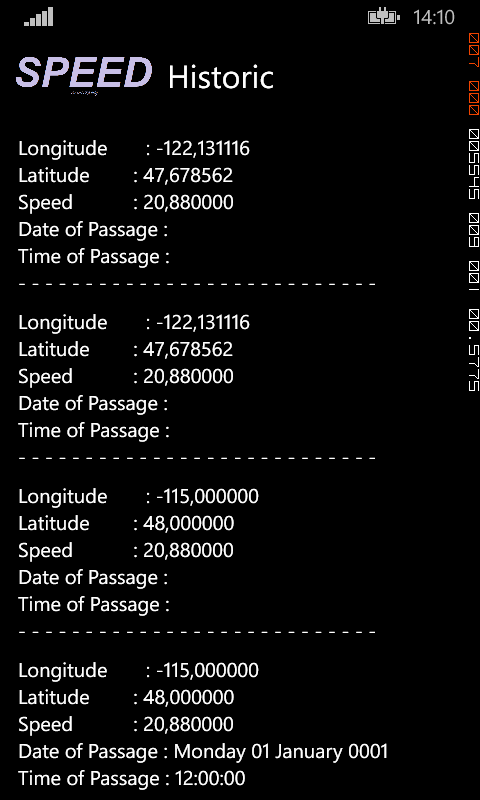 14:10
SPEED Historic
Longitude : -122,131116
Latitude : 47,678562
Speed : 20,880000
Date of Passage :
Time of Passage :
- - - - - - - - - - - - - - - - - - - - - - - - - - -
Longitude : -122,131116
Latitude : 47,678562
Speed : 20,880000
Date of Passage :
Time of Passage :
- - - - - - - - - - - - - - - - - - - - - - - - - - -
Longitude : -115,000000
Latitude : 48,000000
Speed : 20,880000
Date of Passage :
Time of Passage :
- - - - - - - - - - - - - - - - - - - - - - - - - - -
Longitude : -115,000000
Latitude : 48,000000
Speed : 20,880000
Date of Passage : Monday 01 January 0001
Time of Passage : 12:00:00
007 000 005545 009 001 00.5775